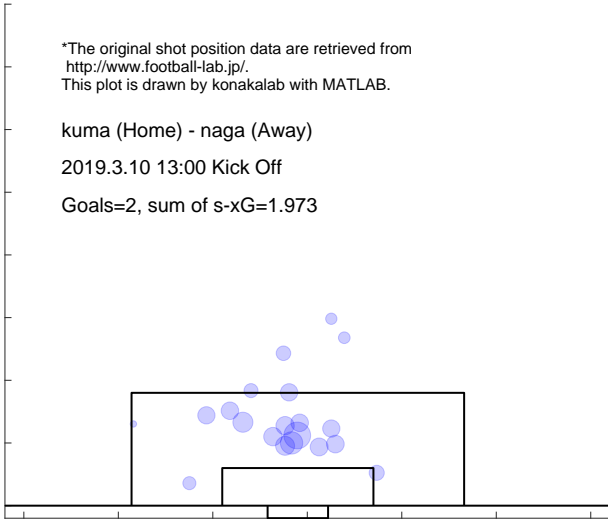 *The original shot position data are retrieved from
http://www.football-lab.jp/.
This plot is drawn by konakalab with MATLAB.
kuma (Home) - naga (Away)
2019.3.10 13:00 Kick Off
Goals=2, sum of s-xG=1.973